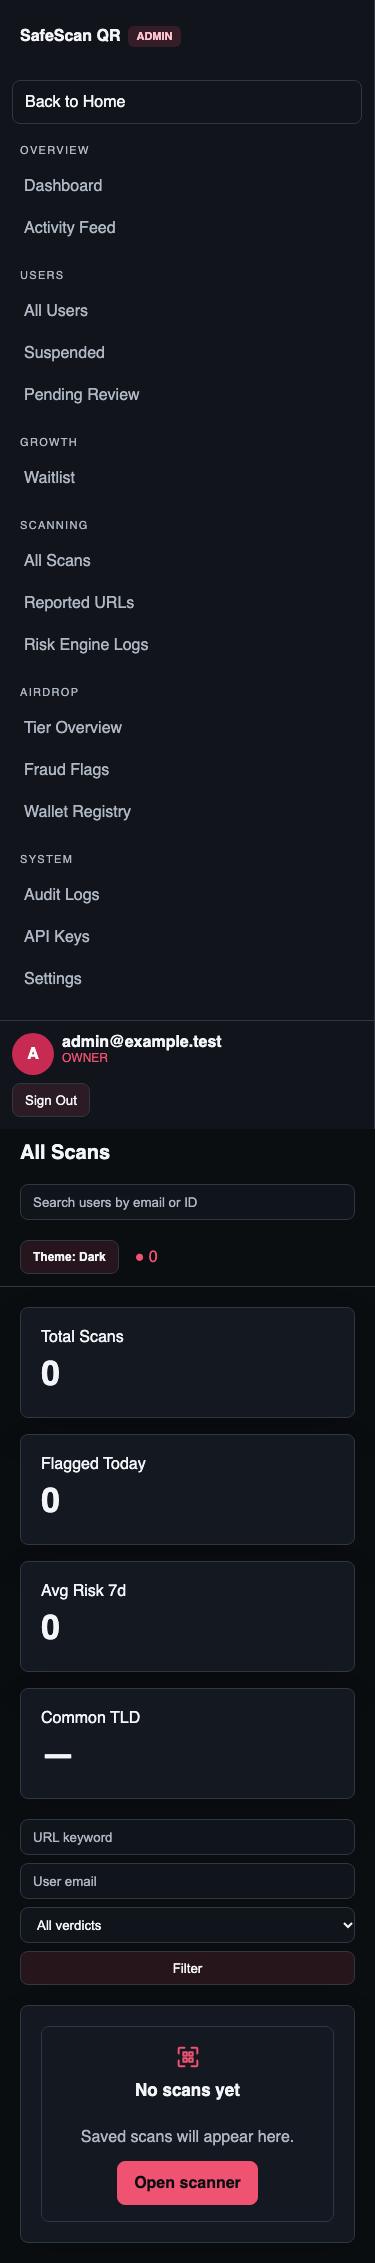 SafeScan QR ADMIN
Back to Home
OVERVIEW
Dashboard
Activity Feed
USERS
All Users
Suspended
Pending Review
GROWTH
Waitlist
SCANNING
All Scans
Reported URLs
Risk Engine Logs
AIRDROP
Tier Overview
Fraud Flags
Wallet Registry
SYSTEM
Audit Logs
API Keys
Settings
A
admin@example.test
OWNER
Sign Out
All Scans
Search users by email or ID
Theme: Dark ● 0
Total Scans
0
Flagged Today
0
Avg Risk 7d
0
Common TLD
—
URL keyword
User email
All verdicts
Filter
No scans yet
Saved scans will appear here.
Open scanner